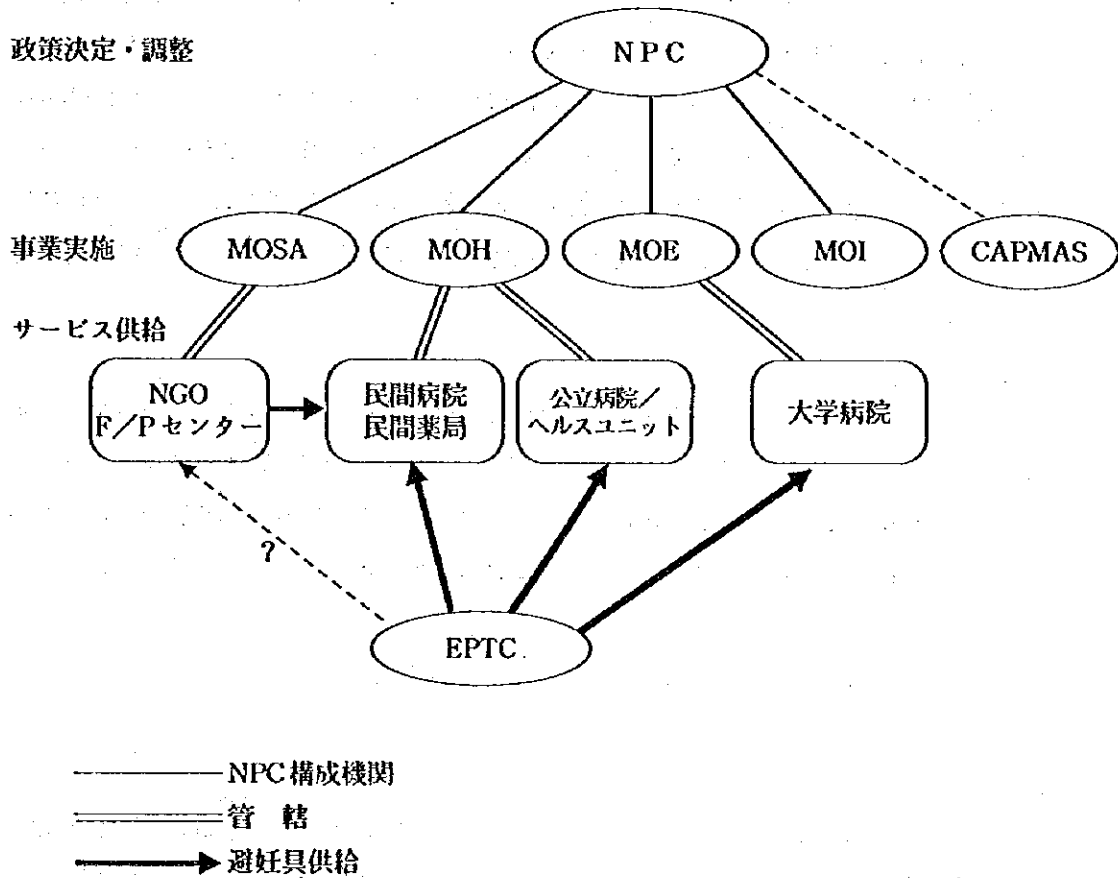 政策決定・調整
NPC
事業実施
MOSA
MOH
MOE
MOI
CAPMAS
サービス供給
NGO
F/Pセンター
民間病院
民間薬局
公立病院/
ヘルスユニット
大学病院
?
EPTC
NPC構成機関
管 轄
避妊具供給